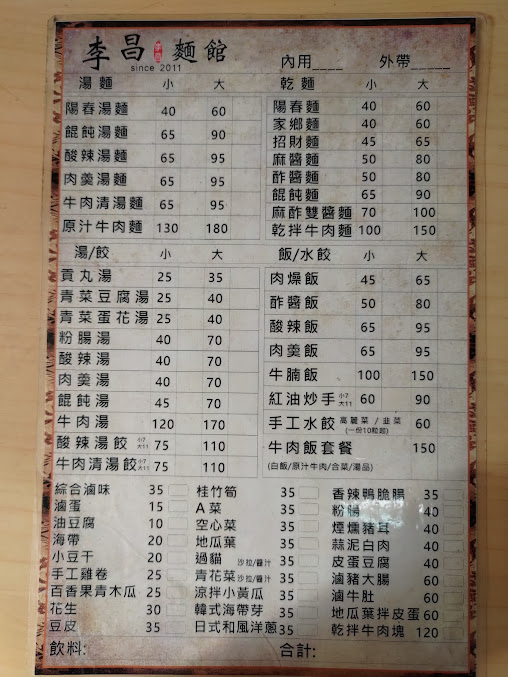 李昌 麵館
since 2011
內用____ 外帶_____
湯麵 小 大
陽春湯麵 40 60
餛飩湯麵 65 90
酸辣湯麵 65 95
肉羹湯麵 65 95
牛肉清湯麵 65 95
原汁牛肉麵 130 180
乾麵 小 大
陽春麵 40 60
家鄉麵 40 60
招財麵 45 65
麻醬麵 50 80
酢醬麵 50 80
餛飩麵 65 90
麻酢雙醬麵 70 100
乾拌牛肉麵 100 150
湯/餃 小 大
貢丸湯 25 35
青菜豆腐湯 25 40
青菜蛋花湯 25 40
粉腸湯 40 70
酸辣湯 40 70
肉羹湯 40 70
餛飩湯 45 70
牛肉湯 120 170
酸辣湯餃 小7 大11 75 110
牛肉清湯餃 小7 大11 75 110
飯/水餃 小 大
肉燥飯 45 65
酢醬飯 50 80
酸辣飯 65 95
肉羹飯 65 95
牛腩飯 100 150
紅油炒手 小7 大11 60 90
手工水餃 高麗菜 / 韭菜 (一份10粒起) 60
牛肉飯套餐 150
(白飯/原汁牛肉/合菜/湯品)
綜合滷味 35
滷蛋 15
油豆腐 10
海帶 20
小豆干 20
手工雞卷 25
百香果青木瓜 25
花生 30
豆皮 35
桂竹筍 35
A菜 35
空心菜 35
地瓜葉 35
過貓 沙拉/醬汁 35
青花菜 沙拉/醬汁 35
涼拌小黃瓜 35
韓式海帶芽 35
日式和風洋蔥 35
香辣鴨脆腸 35
粉腸 40
煙燻豬耳 40
蒜泥白肉 40
皮蛋豆腐 40
滷豬大腸 60
滷牛肚 60
地瓜葉拌皮蛋 60
乾拌牛肉塊 120
飲料: 合計: